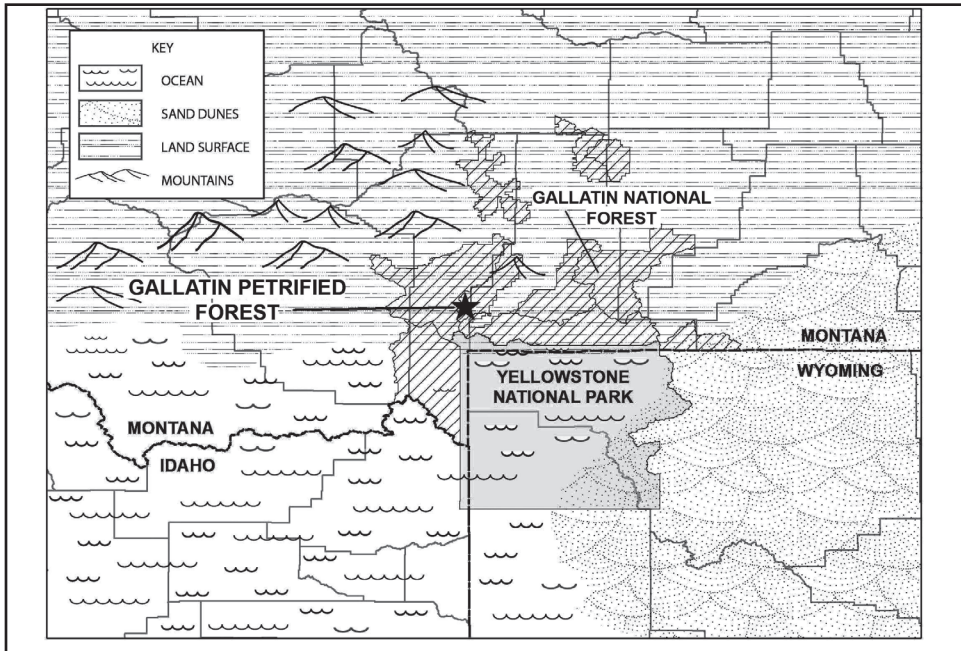 KEY
OCEAN
SAND DUNES
LAND SURFACE
MOUNTAINS
GALLATIN NATIONAL
FOREST
GALLATIN PETRIFIED
FOREST
MONTANA
WYOMING
YELLOWSTONE
NATIONAL PARK
MONTANA
IDAHO